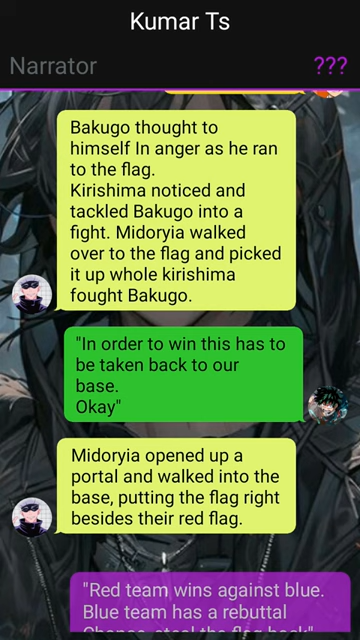 Kumar Ts
Narrator
???
Bakugo thought to
himself In anger as he ran
to the flag.
Kirishima noticed and
tackled Bakugo into a
fight. Midoryia walked
over to the flag and picked
it up whole kirishima
fought Bakugo.
"In order to win this has to
be taken back to our
base.
Okay"
Midoryia opened up a
portal and walked into the
base, putting the flag right
besides their red flag.
"Red team wins against blue.
Blue team has a rebuttal